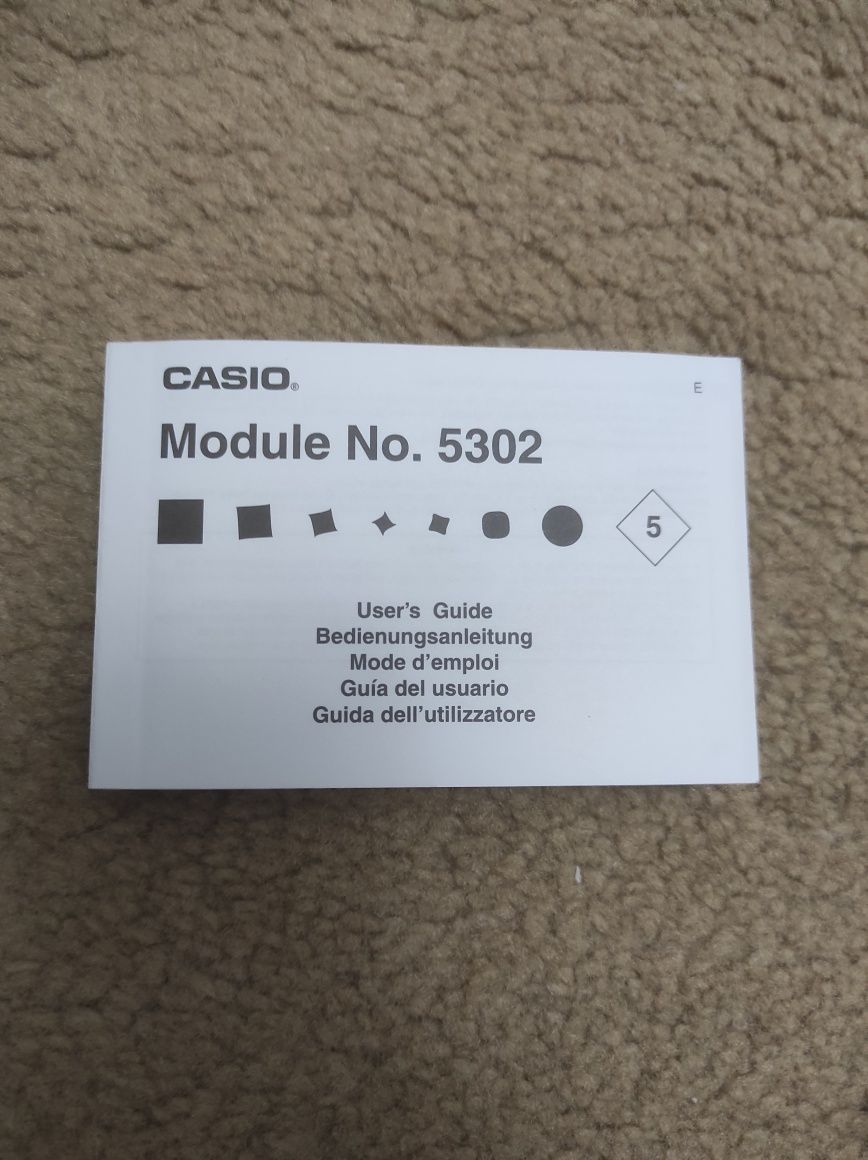 CASIO®
E
Module No. 5302
5
User's Guide
Bedienungsanleitung
Mode d'emploi
Guía del usuario
Guida dell'utilizzatore